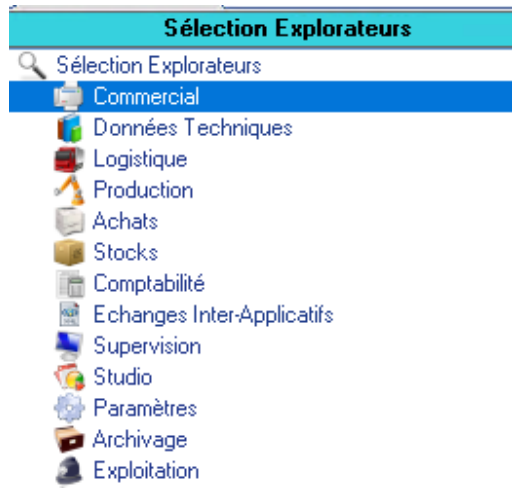 Sélection Explorateurs
Sélection Explorateurs
Commercial
Données Techniques
Logistique
Production
Achats
Stocks
Comptabilité
Echanges Inter-Applicatifs
Supervision
Studio
Paramètres
Archivage
Exploitation